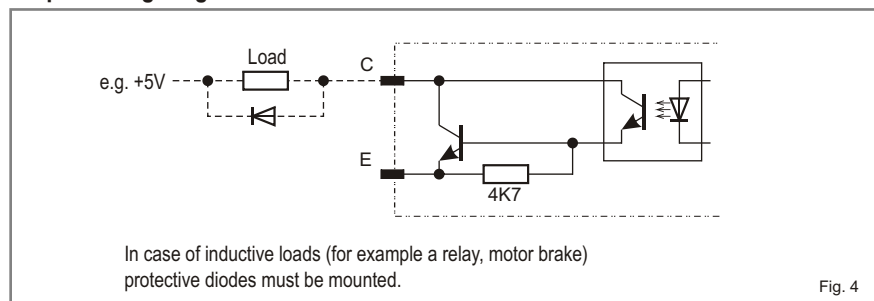 Load
C
e.g. +5V
E
4K7
In case of inductive loads (for example a relay, motor brake)
protective diodes must be mounted.
Fig. 4